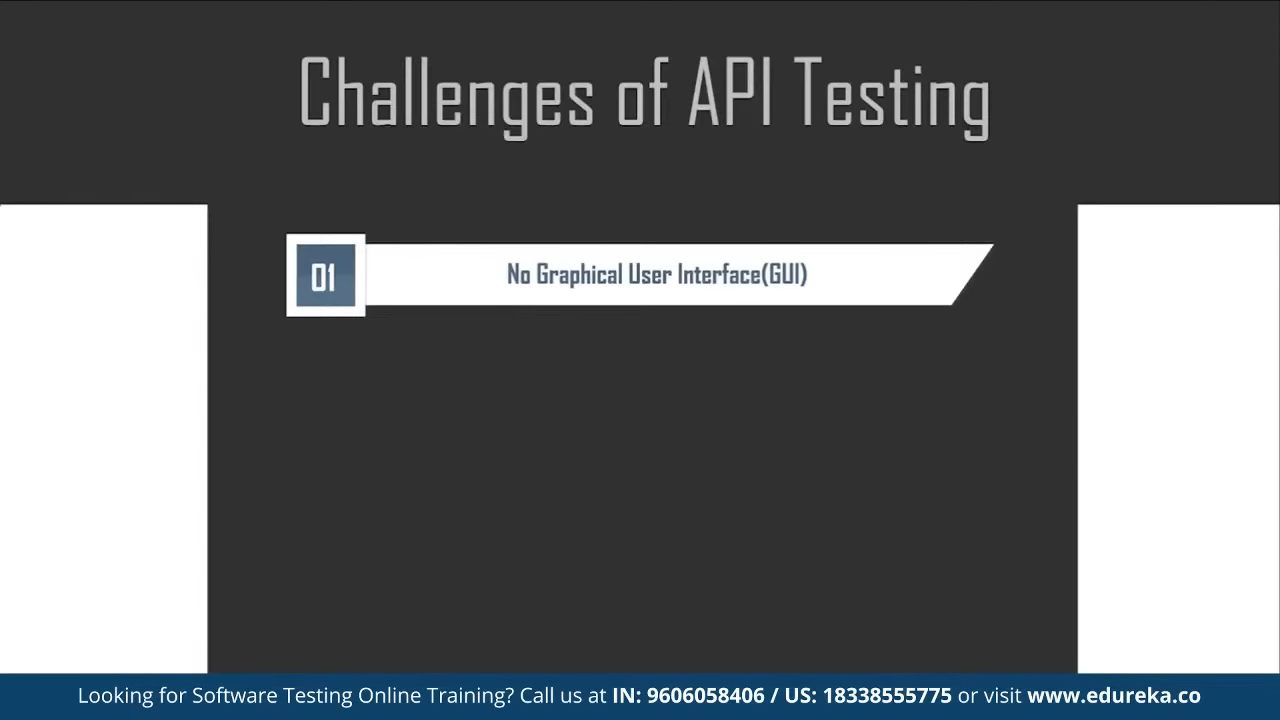 Challenges of API Testing
01
No Graphical User Interface(GUI)
Looking for Software Testing Online Training? Call us at IN: 9606058406 / US: 18338555775 or visit www.edureka.co